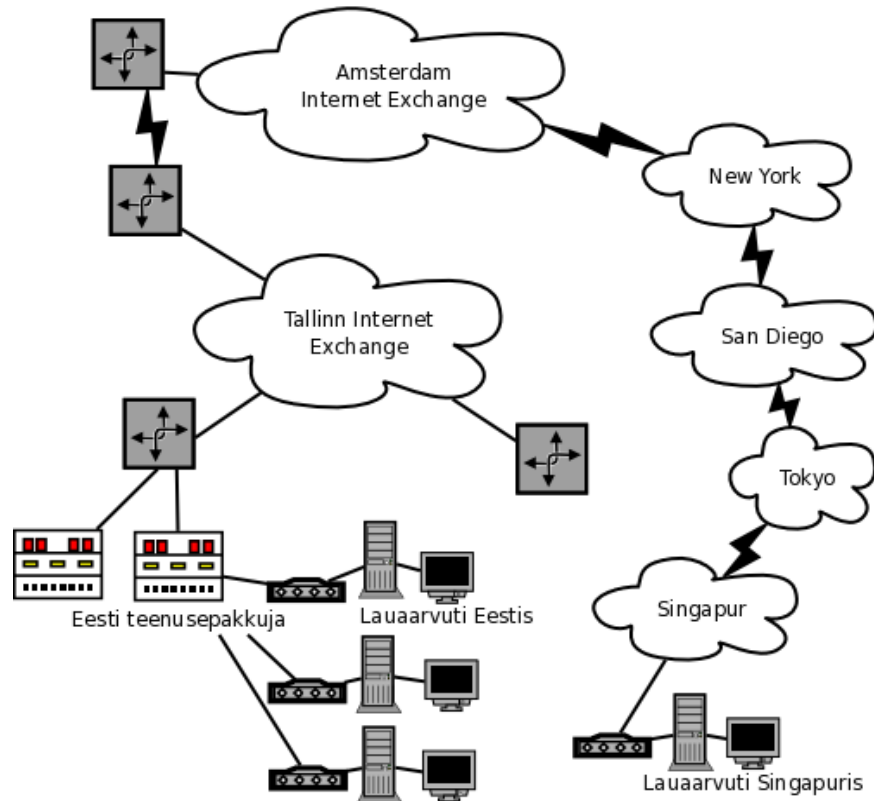 Amsterdam
Internet Exchange
New York
Tallinn Internet
Exchange
San Diego
Tokyo
Eesti teenusepakkuja
Lauaarvuti Eestis
Singapur
Lauaarvuti Singapuris